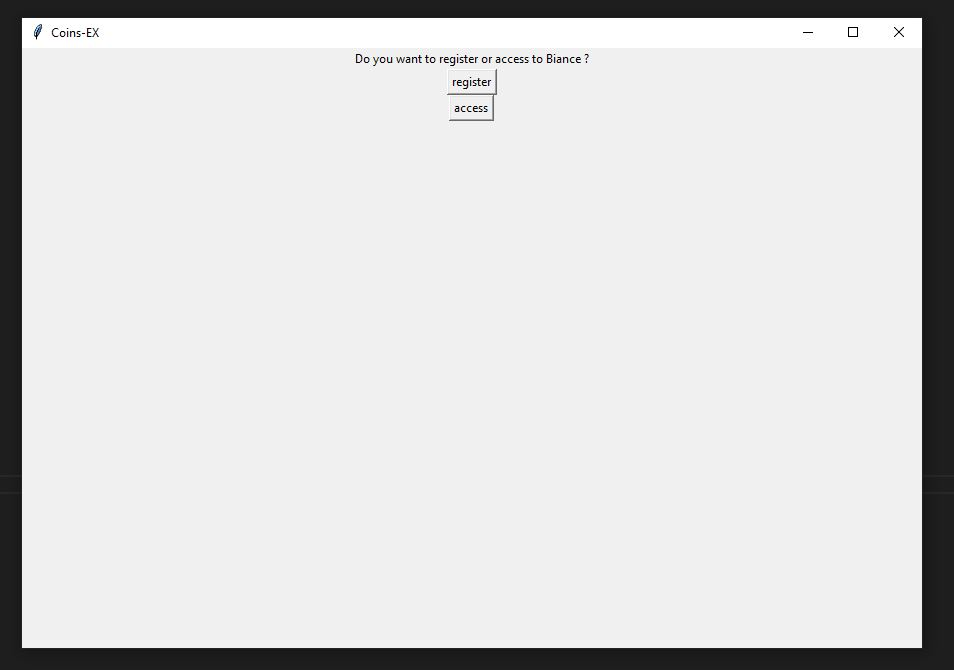 Coins-EX
Do you want to register or access to Biance ?
register
access